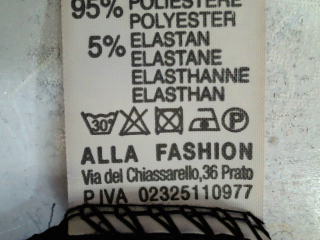 95% POLIESTERE
POLYESTER
5% ELASTAN
ELASTANE
ELASTHANNE
ELASTHAN
30 P
ALLA FASHION
Via del Chiassarello,36 Prato
P.IVA 02325110977